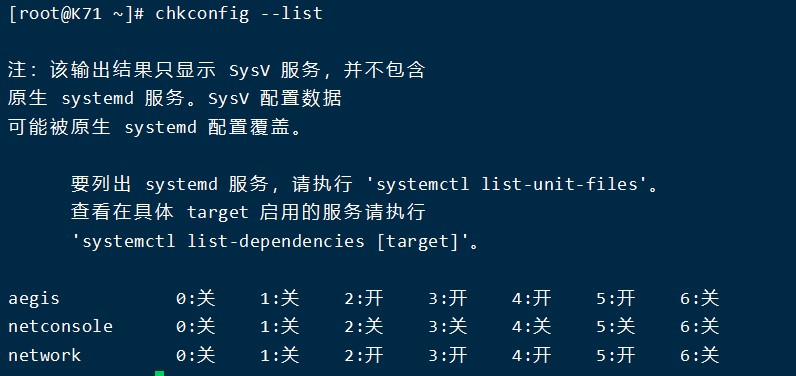 [root@K71 ~]# chkconfig --list
注：该输出结果只显示 SysV 服务，并不包含
原生 systemd 服务。SysV 配置数据
可能被原生 systemd 配置覆盖。
要列出 systemd 服务，请执行 'systemctl list-unit-files'。
查看在具体 target 启用的服务请执行
'systemctl list-dependencies [target]'。
aegis 0:关 1:关 2:开 3:关 4:开 5:开 6:关
netconsole 0:关 1:关 2:关 3:关 4:关 5:关 6:关
network 0:关 1:关 2:开 3:开 4:开 5:开 6:关